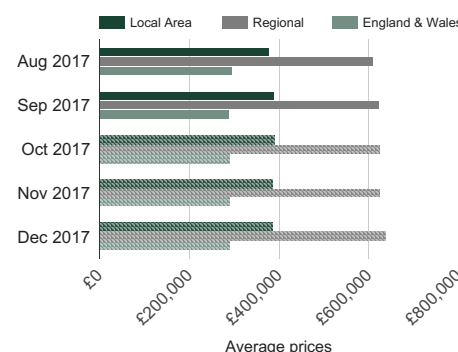 Local Area Regional England & Wales
Aug 2017
Sep 2017
Oct 2017
Nov 2017
Dec 2017
£0 £200,000 £400,000 £600,000 £800,000
Average prices